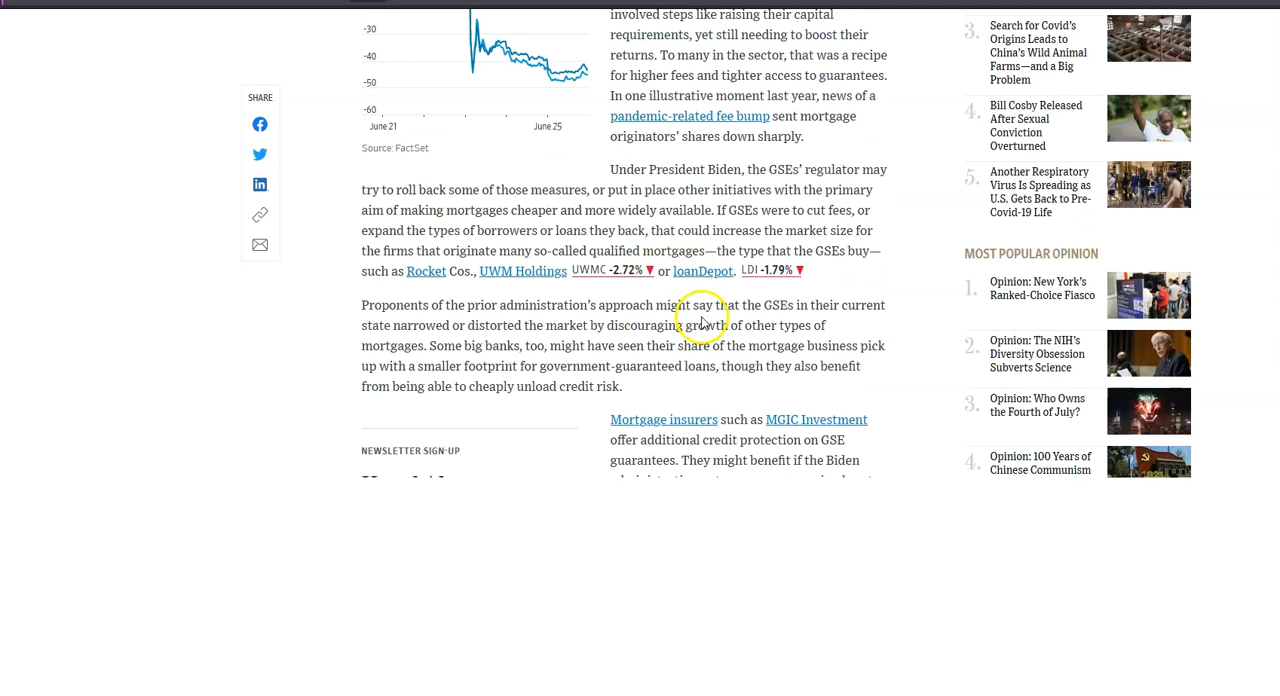 -30
-40
-50
-60
June 21
June 25
Source: FactSet
SHARE
involved steps like raising their capital
requirements, yet still needing to boost their
returns. To many in the sector, that was a recipe
for higher fees and tighter access to guarantees.
In one illustrative moment last year, news of a
pandemic-related fee bump sent mortgage
originators’ shares down sharply.
Under President Biden, the GSEs’ regulator may
try to roll back some of those measures, or put in place other initiatives with the primary
aim of making mortgages cheaper and more widely available. If GSEs were to cut fees, or
expand the types of borrowers or loans they back, that could increase the market size for
the firms that originate many so-called qualified mortgages—the type that the GSEs buy—
such as Rocket Cos., UWM Holdings UWMC -2.72% or loanDepot. LDI -1.79%
Proponents of the prior administration’s approach might say that the GSEs in their current
state narrowed or distorted the market by discouraging growth of other types of
mortgages. Some big banks, too, might have seen their share of the mortgage business pick
up with a smaller footprint for government-guaranteed loans, though they also benefit
from being able to cheaply unload credit risk.
NEWSLETTER SIGN-UP
Mortgage insurers such as MGIC Investment
offer additional credit protection on GSE
guarantees. They might benefit if the Biden
3.
Search for Covid’s
Origins Leads to
China’s Wild Animal
Farms—and a Big
Problem
4.
Bill Cosby Released
After Sexual
Conviction
Overturned
5.
Another Respiratory
Virus Is Spreading as
U.S. Gets Back to Pre-
Covid-19 Life
MOST POPULAR OPINION
1.
Opinion: New York’s
Ranked-Choice Fiasco
2.
Opinion: The NIH’s
Diversity Obsession
Subverts Science
3.
Opinion: Who Owns
the Fourth of July?
4.
Opinion: 100 Years of
Chinese Communism